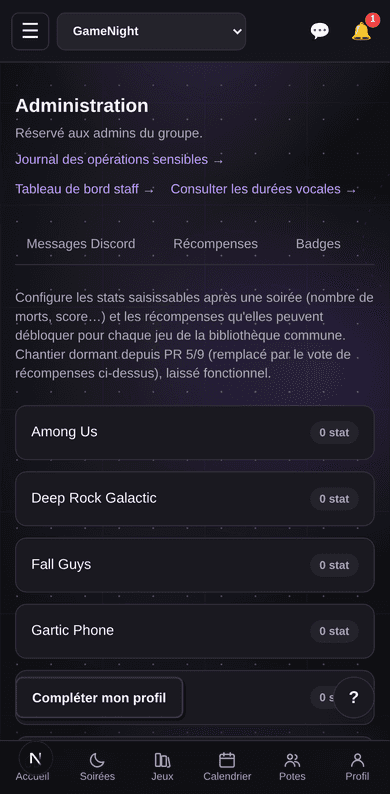 GameNight
1
Administration
Réservé aux admins du groupe.
Journal des opérations sensibles →
Tableau de bord staff → Consulter les durées vocales →
Messages Discord Récompenses Badges
Configure les stats saisissables après une soirée (nombre de
morts, score…) et les récompenses qu'elles peuvent
débloquer pour chaque jeu de la bibliothèque commune.
Chantier dormant depuis PR 5/9 (remplacé par le vote de
récompenses ci-dessus), laissé fonctionnel.
Among Us 0 stat
Deep Rock Galactic 0 stat
Fall Guys 0 stat
Gartic Phone 0 stat
Compléter mon profil 0 s ?
N
Accueil Soirées Jeux Calendrier Potes Profil